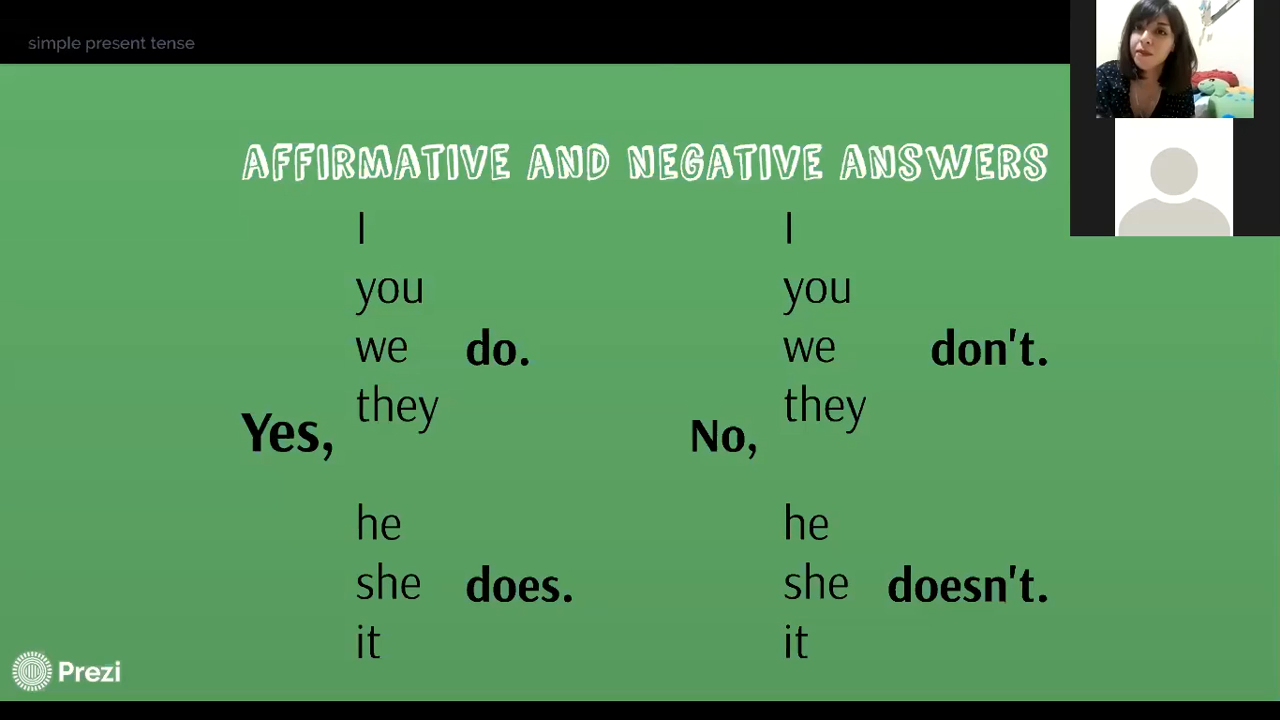 simple present tense
AFFIRMATIVE AND NEGATIVE ANSWERS
I
you
we do.
they
Yes,
he
she does.
it
I
you
we don't.
they
No,
he
she doesn't.
it
Prezi